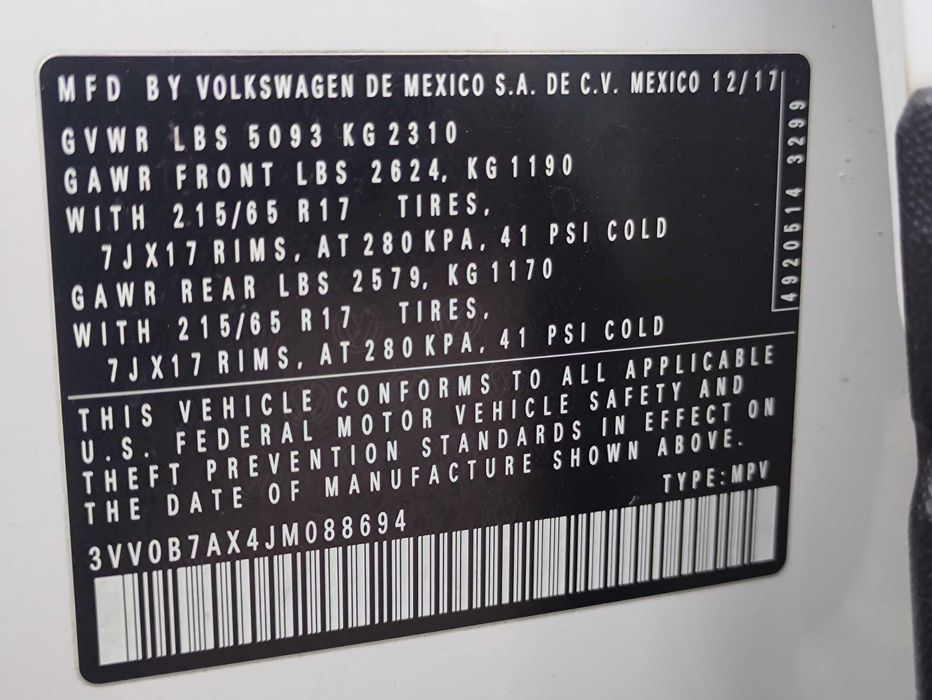 MFD BY VOLKSWAGEN DE MEXICO S.A. DE C.V. MEXICO 12/17
GVWR LBS 5093 KG 2310
GAWR FRONT LBS 2624, KG 1190
WITH 215/65 R17 TIRES,
7JX17 RIMS, AT 280 KPA, 41 PSI COLD
GAWR REAR LBS 2579, KG 1170
WITH 215/65 R17 TIRES,
7JX17 RIMS, AT 280 KPA, 41 PSI COLD
4920514 3299
THIS VEHICLE CONFORMS TO ALL APPLICABLE
U.S. FEDERAL MOTOR VEHICLE SAFETY AND
THEFT PREVENTION STANDARDS IN EFFECT ON
THE DATE OF MANUFACTURE SHOWN ABOVE.
TYPE: MPV
3VV0B7AX4JM088694